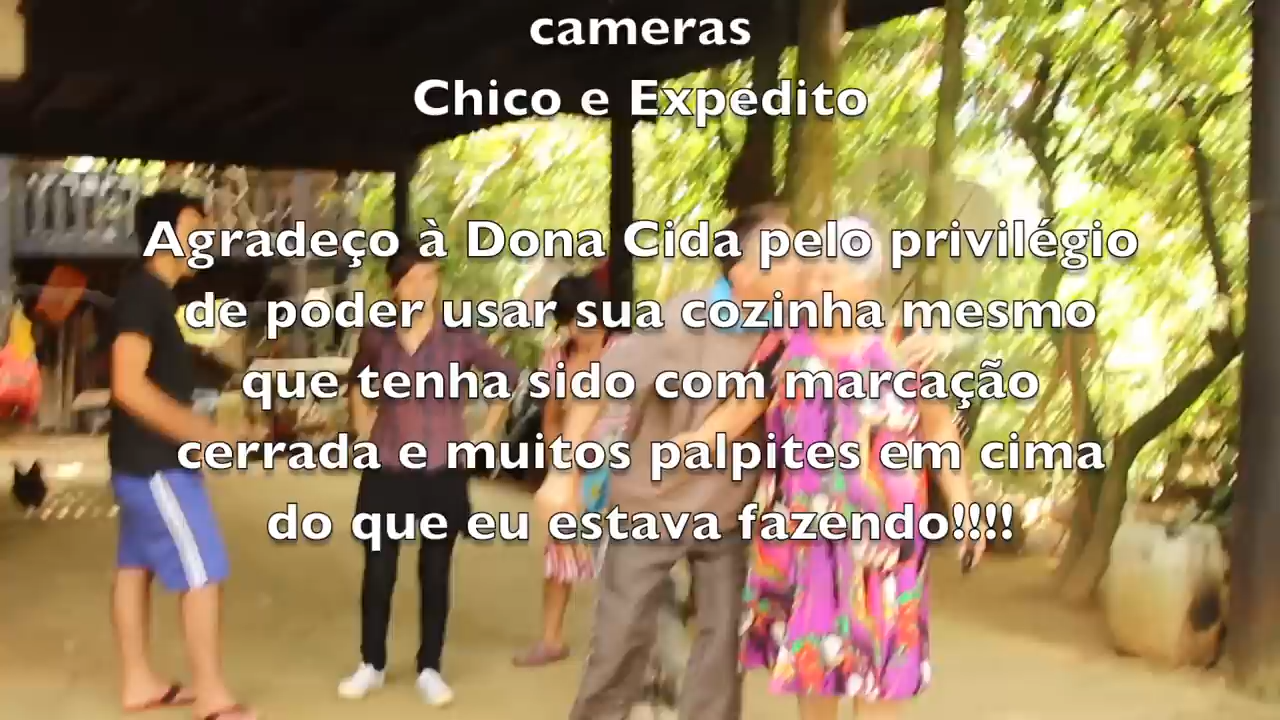 cameras
Chico e Expedito
Agradeço à Dona Cida pelo privilégio
de poder usar sua cozinha mesmo
que tenha sido com marcação
cerrada e muitos palpites em cima
do que eu estava fazendo!!!!